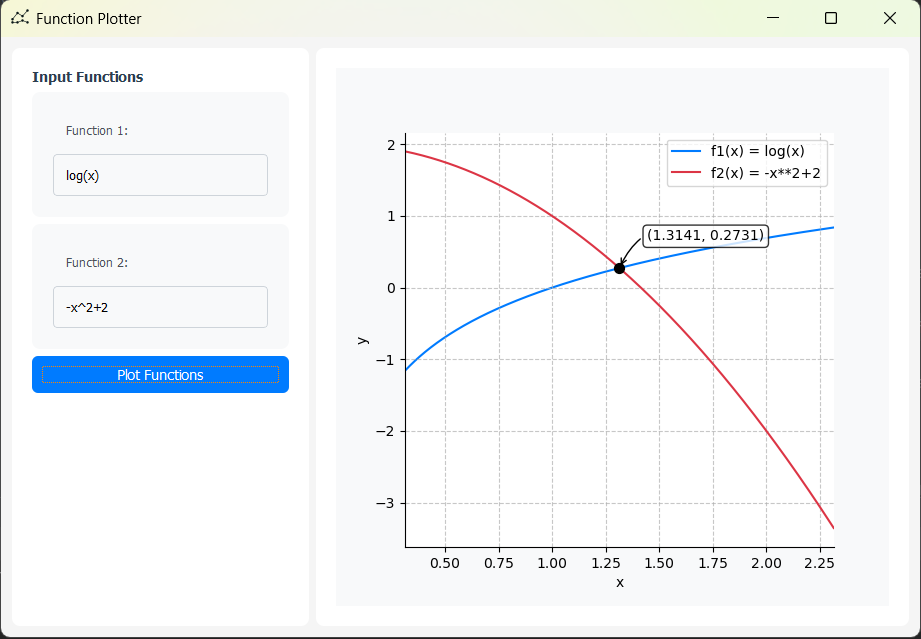 Function Plotter
Input Functions
Function 1:
log(x)
Function 2:
-x^2+2
Plot Functions
f1(x) = log(x)
f2(x) = -x**2+2
(1.3141, 0.2731)
2
1
0
−1
−2
−3
y
0.50 0.75 1.00 1.25 1.50 1.75 2.00 2.25
x